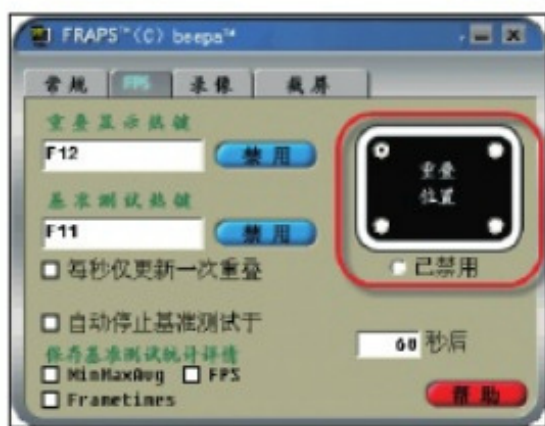 FRAPS™(C) beepa™
常规 FPS 录像 截屏
重叠显示热键
F12 禁用
重叠
位置
基准测试热键
F11 禁用
已禁用
每秒仅更新一次重叠
自动停止基准测试于
60 秒后
保存基准测试统计详情
MinMaxAvg FPS
Frametimes
帮助